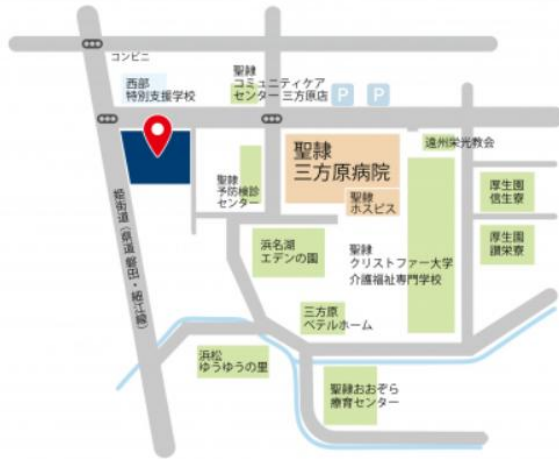 コンビニ
西部
特別支援学校
聖隷
コミュニティケア
センター 三方原店
P
P
聖隷
三方原病院
遠州栄光教会
聖隷
予防検診
センター
聖隷
ホスピス
厚生園
信生寮
浜名湖
エデンの園
聖隷
クリストファー大学
介護福祉専門学校
厚生園
讃栄寮
姫街道(県道 磐田・細江線)
三方原
ベテルホーム
浜松
ゆうゆうの里
聖隷おおぞら
療育センター